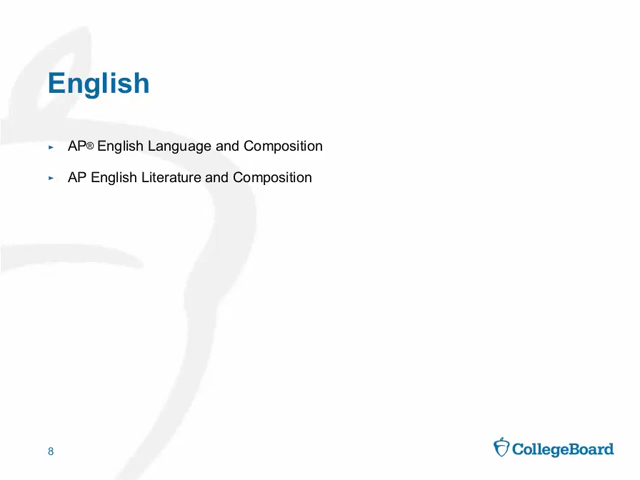 English
► AP® English Language and Composition
► AP English Literature and Composition
8
CollegeBoard